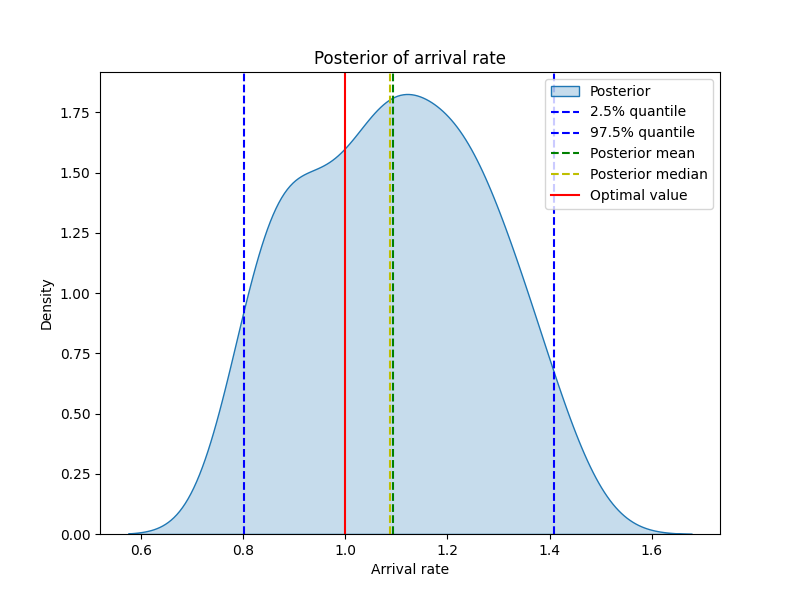 Posterior of arrival rate
Posterior
2.5% quantile
97.5% quantile
Posterior mean
Posterior median
Optimal value
Density
1.75
1.50
1.25
1.00
0.75
0.50
0.25
0.00
0.6 0.8 1.0 1.2 1.4 1.6
Arrival rate